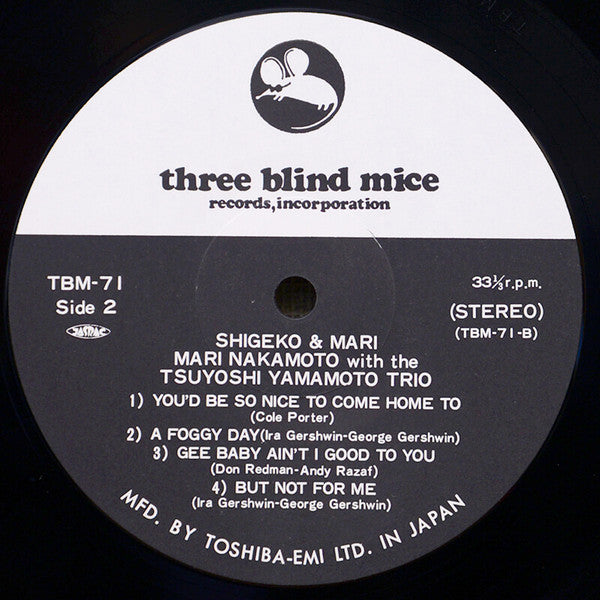 three blind mice
records, incorporation
TBM-71
Side 2
JASRAC
33⅓r.p.m.
(STEREO)
(TBM-71-B)
SHIGEKO & MARI
MARI NAKAMOTO with the
TSUYOSHI YAMAMOTO TRIO
1) YOU'D BE SO NICE TO COME HOME TO
(Cole Porter)
2) A FOGGY DAY(Ira Gershwin-George Gershwin)
3) GEE BABY AIN'T I GOOD TO YOU
(Don Redman-Andy Razaf)
4) BUT NOT FOR ME
(Ira Gershwin-George Gershwin)
MFD. BY TOSHIBA-EMI LTD. IN JAPAN